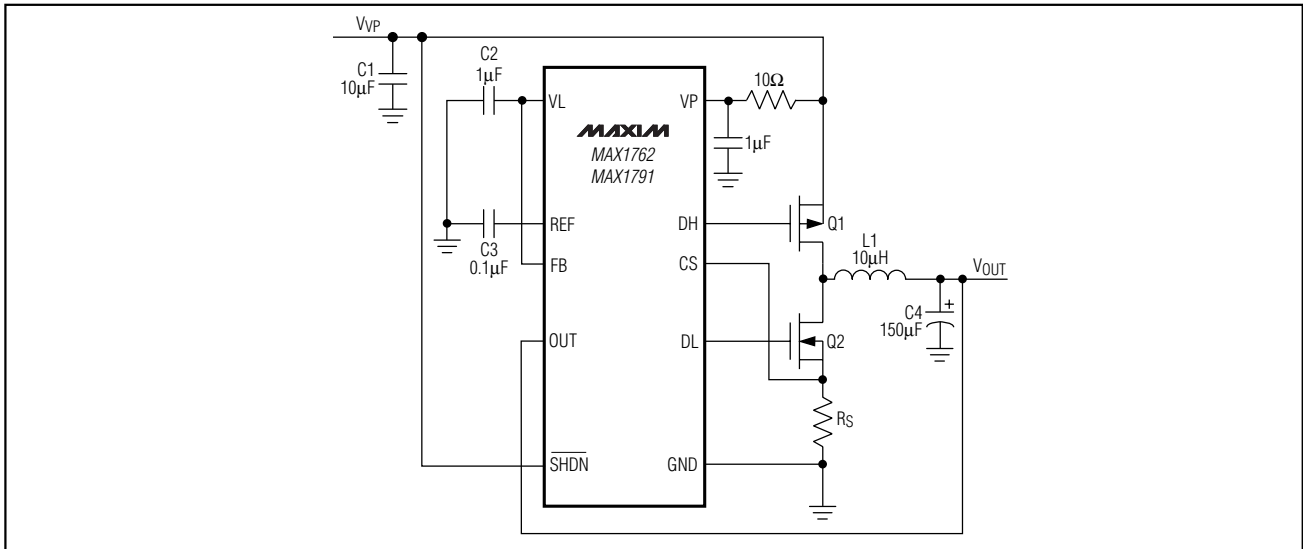 VVP
C1
10μF
C2
1μF
VL
VP
10Ω
1μF
MAXIM
MAX1762
MAX1791
REF
C3
0.1μF
FB
DH
Q1
CS
L1
10μH
VOUT
C4
+
150μF
OUT
DL
Q2
RS
SHDN
GND